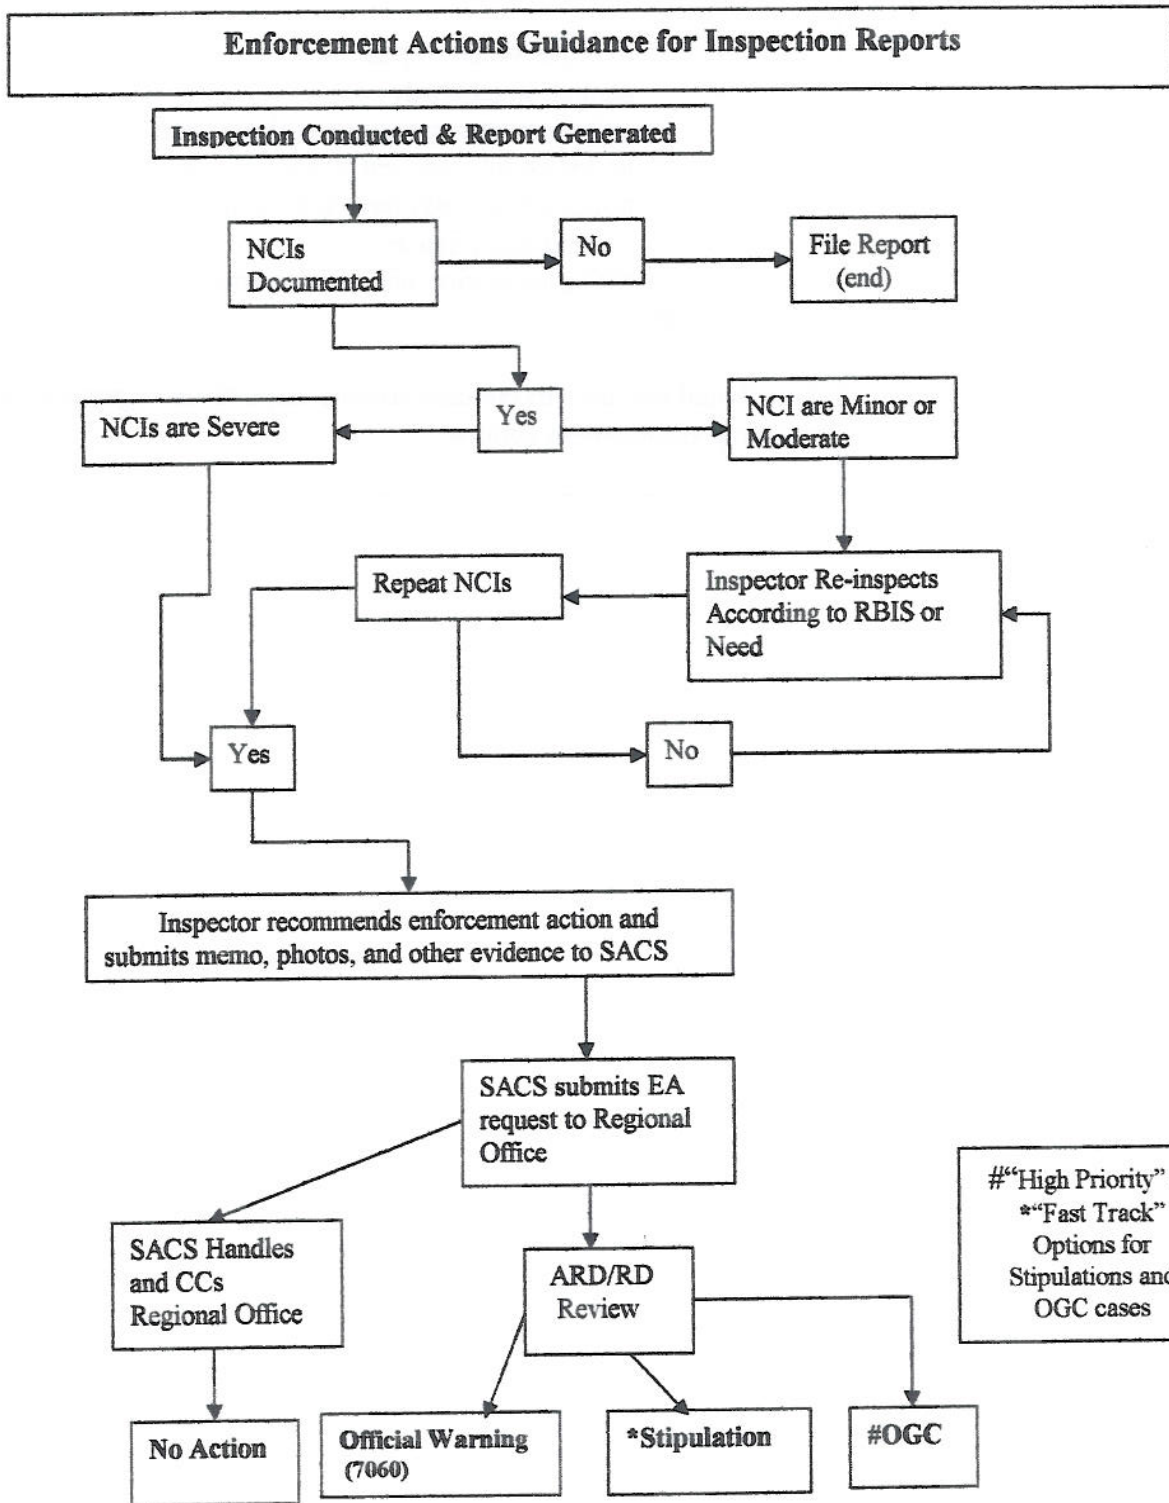 Enforcement Actions Guidance for Inspection Reports
Inspection Conducted & Report Generated
NCIs
Documented
No
File Report
(end)
Yes
NCIs are Severe
NCI are Minor or
Moderate
Repeat NCIs
Inspector Re-inspects
According to RBIS or
Need
Yes
No
Inspector recommends enforcement action and
submits memo, photos, and other evidence to SACS
SACS submits EA
request to Regional
Office
#“High Priority”
*“Fast Track”
Options for
Stipulations and
OGC cases
SACS Handles
and CCs
Regional Office
ARD/RD
Review
No Action
Official Warning
(7060)
*Stipulation
#OGC